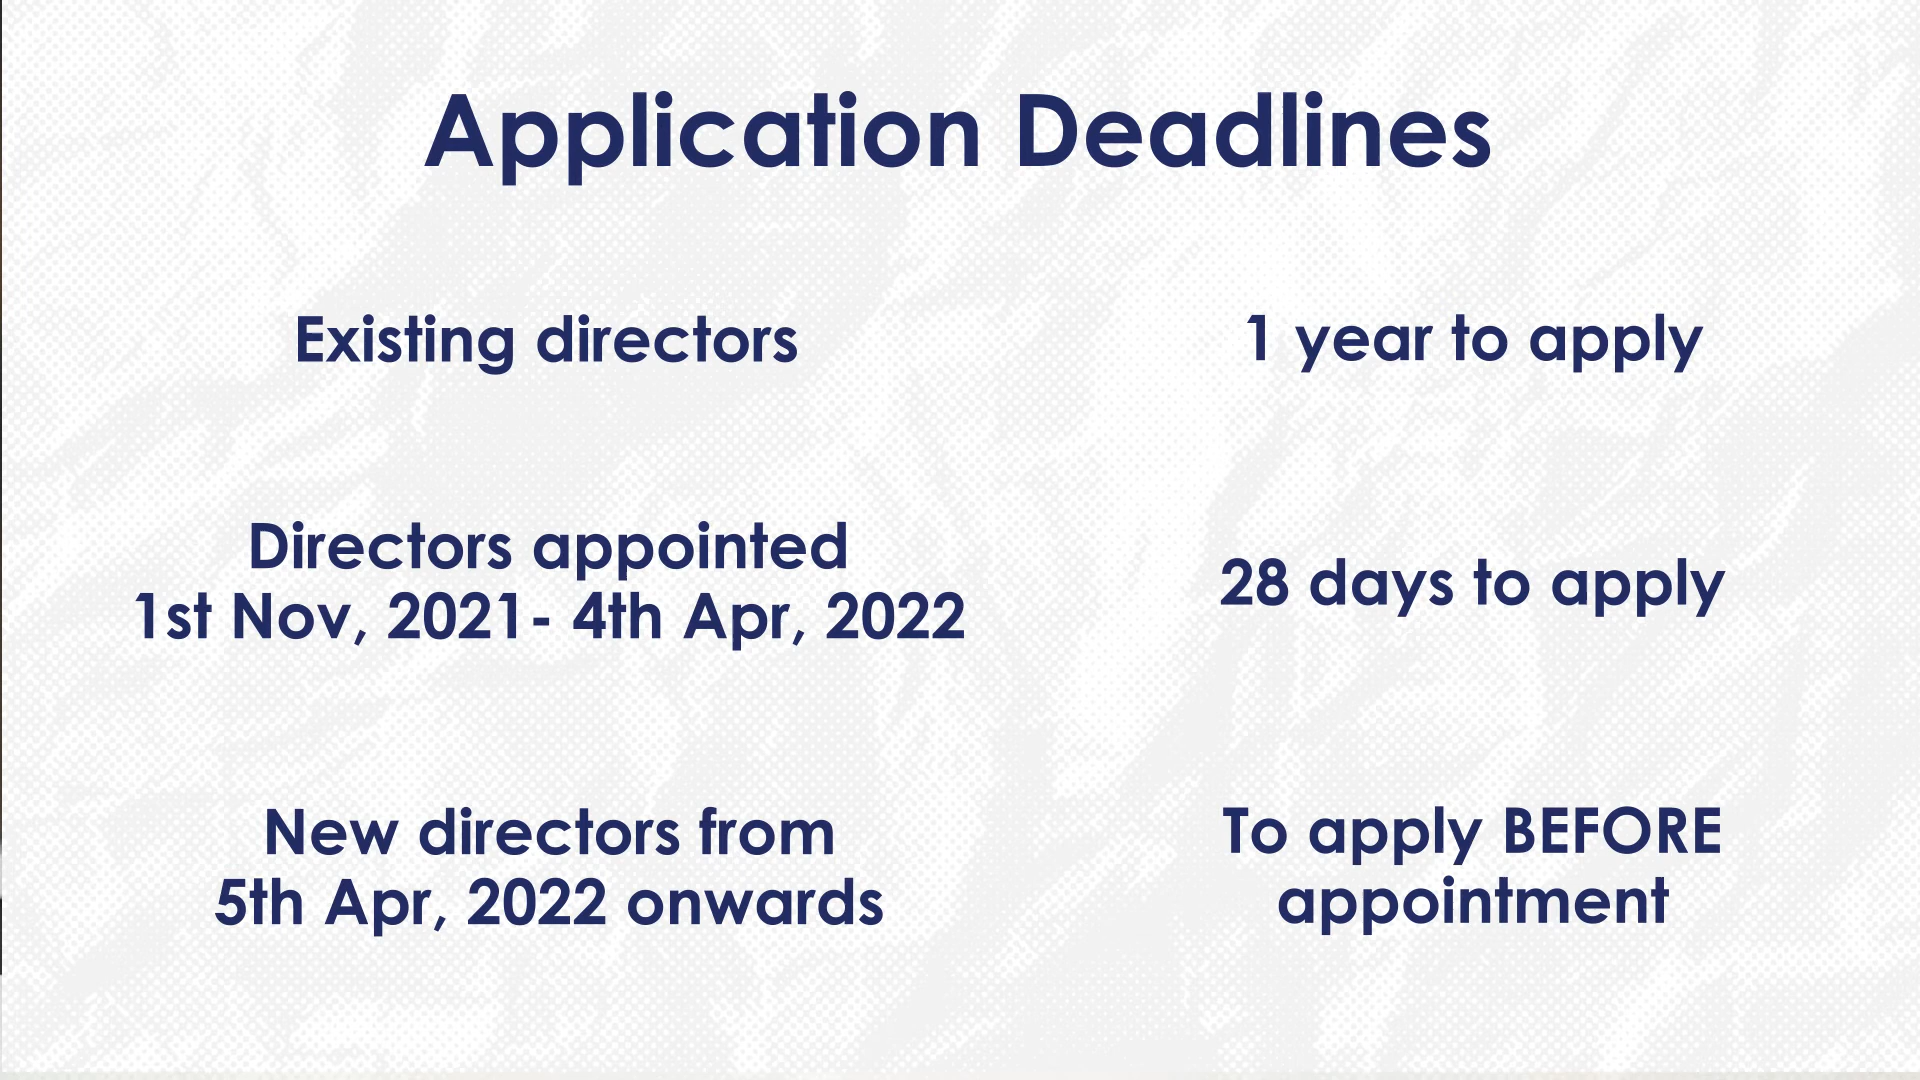 Application Deadlines
Existing directors
1 year to apply
Directors appointed
1st Nov, 2021- 4th Apr, 2022
28 days to apply
New directors from
5th Apr, 2022 onwards
To apply BEFORE
appointment